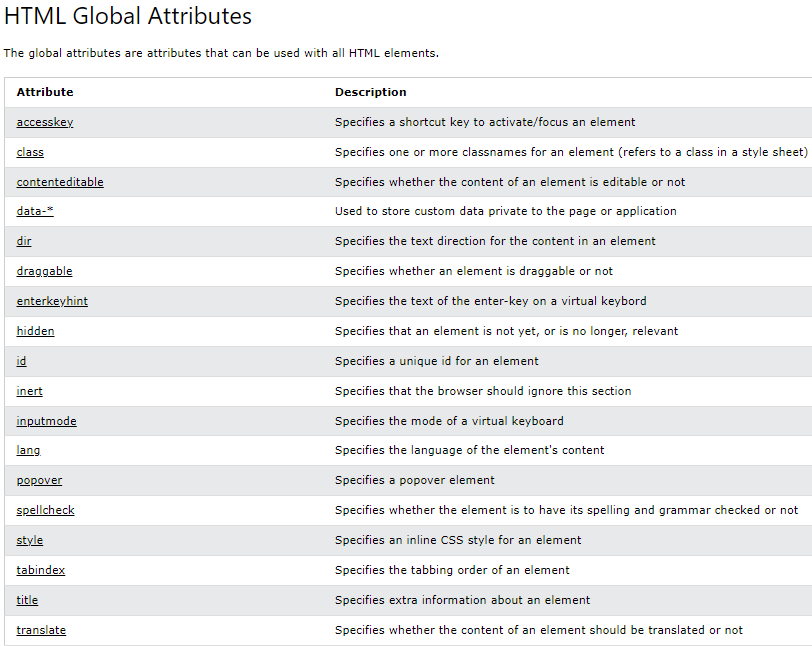 HTML Global Attributes
The global attributes are attributes that can be used with all HTML elements.
Attribute Description
accesskey Specifies a shortcut key to activate/focus an element
class Specifies one or more classnames for an element (refers to a class in a style sheet)
contenteditable Specifies whether the content of an element is editable or not
data-* Used to store custom data private to the page or application
dir Specifies the text direction for the content in an element
draggable Specifies whether an element is draggable or not
enterkeyhint Specifies the text of the enter-key on a virtual keybord
hidden Specifies that an element is not yet, or is no longer, relevant
id Specifies a unique id for an element
inert Specifies that the browser should ignore this section
inputmode Specifies the mode of a virtual keyboard
lang Specifies the language of the element's content
popover Specifies a popover element
spellcheck Specifies whether the element is to have its spelling and grammar checked or not
style Specifies an inline CSS style for an element
tabindex Specifies the tabbing order of an element
title Specifies extra information about an element
translate Specifies whether the content of an element should be translated or not